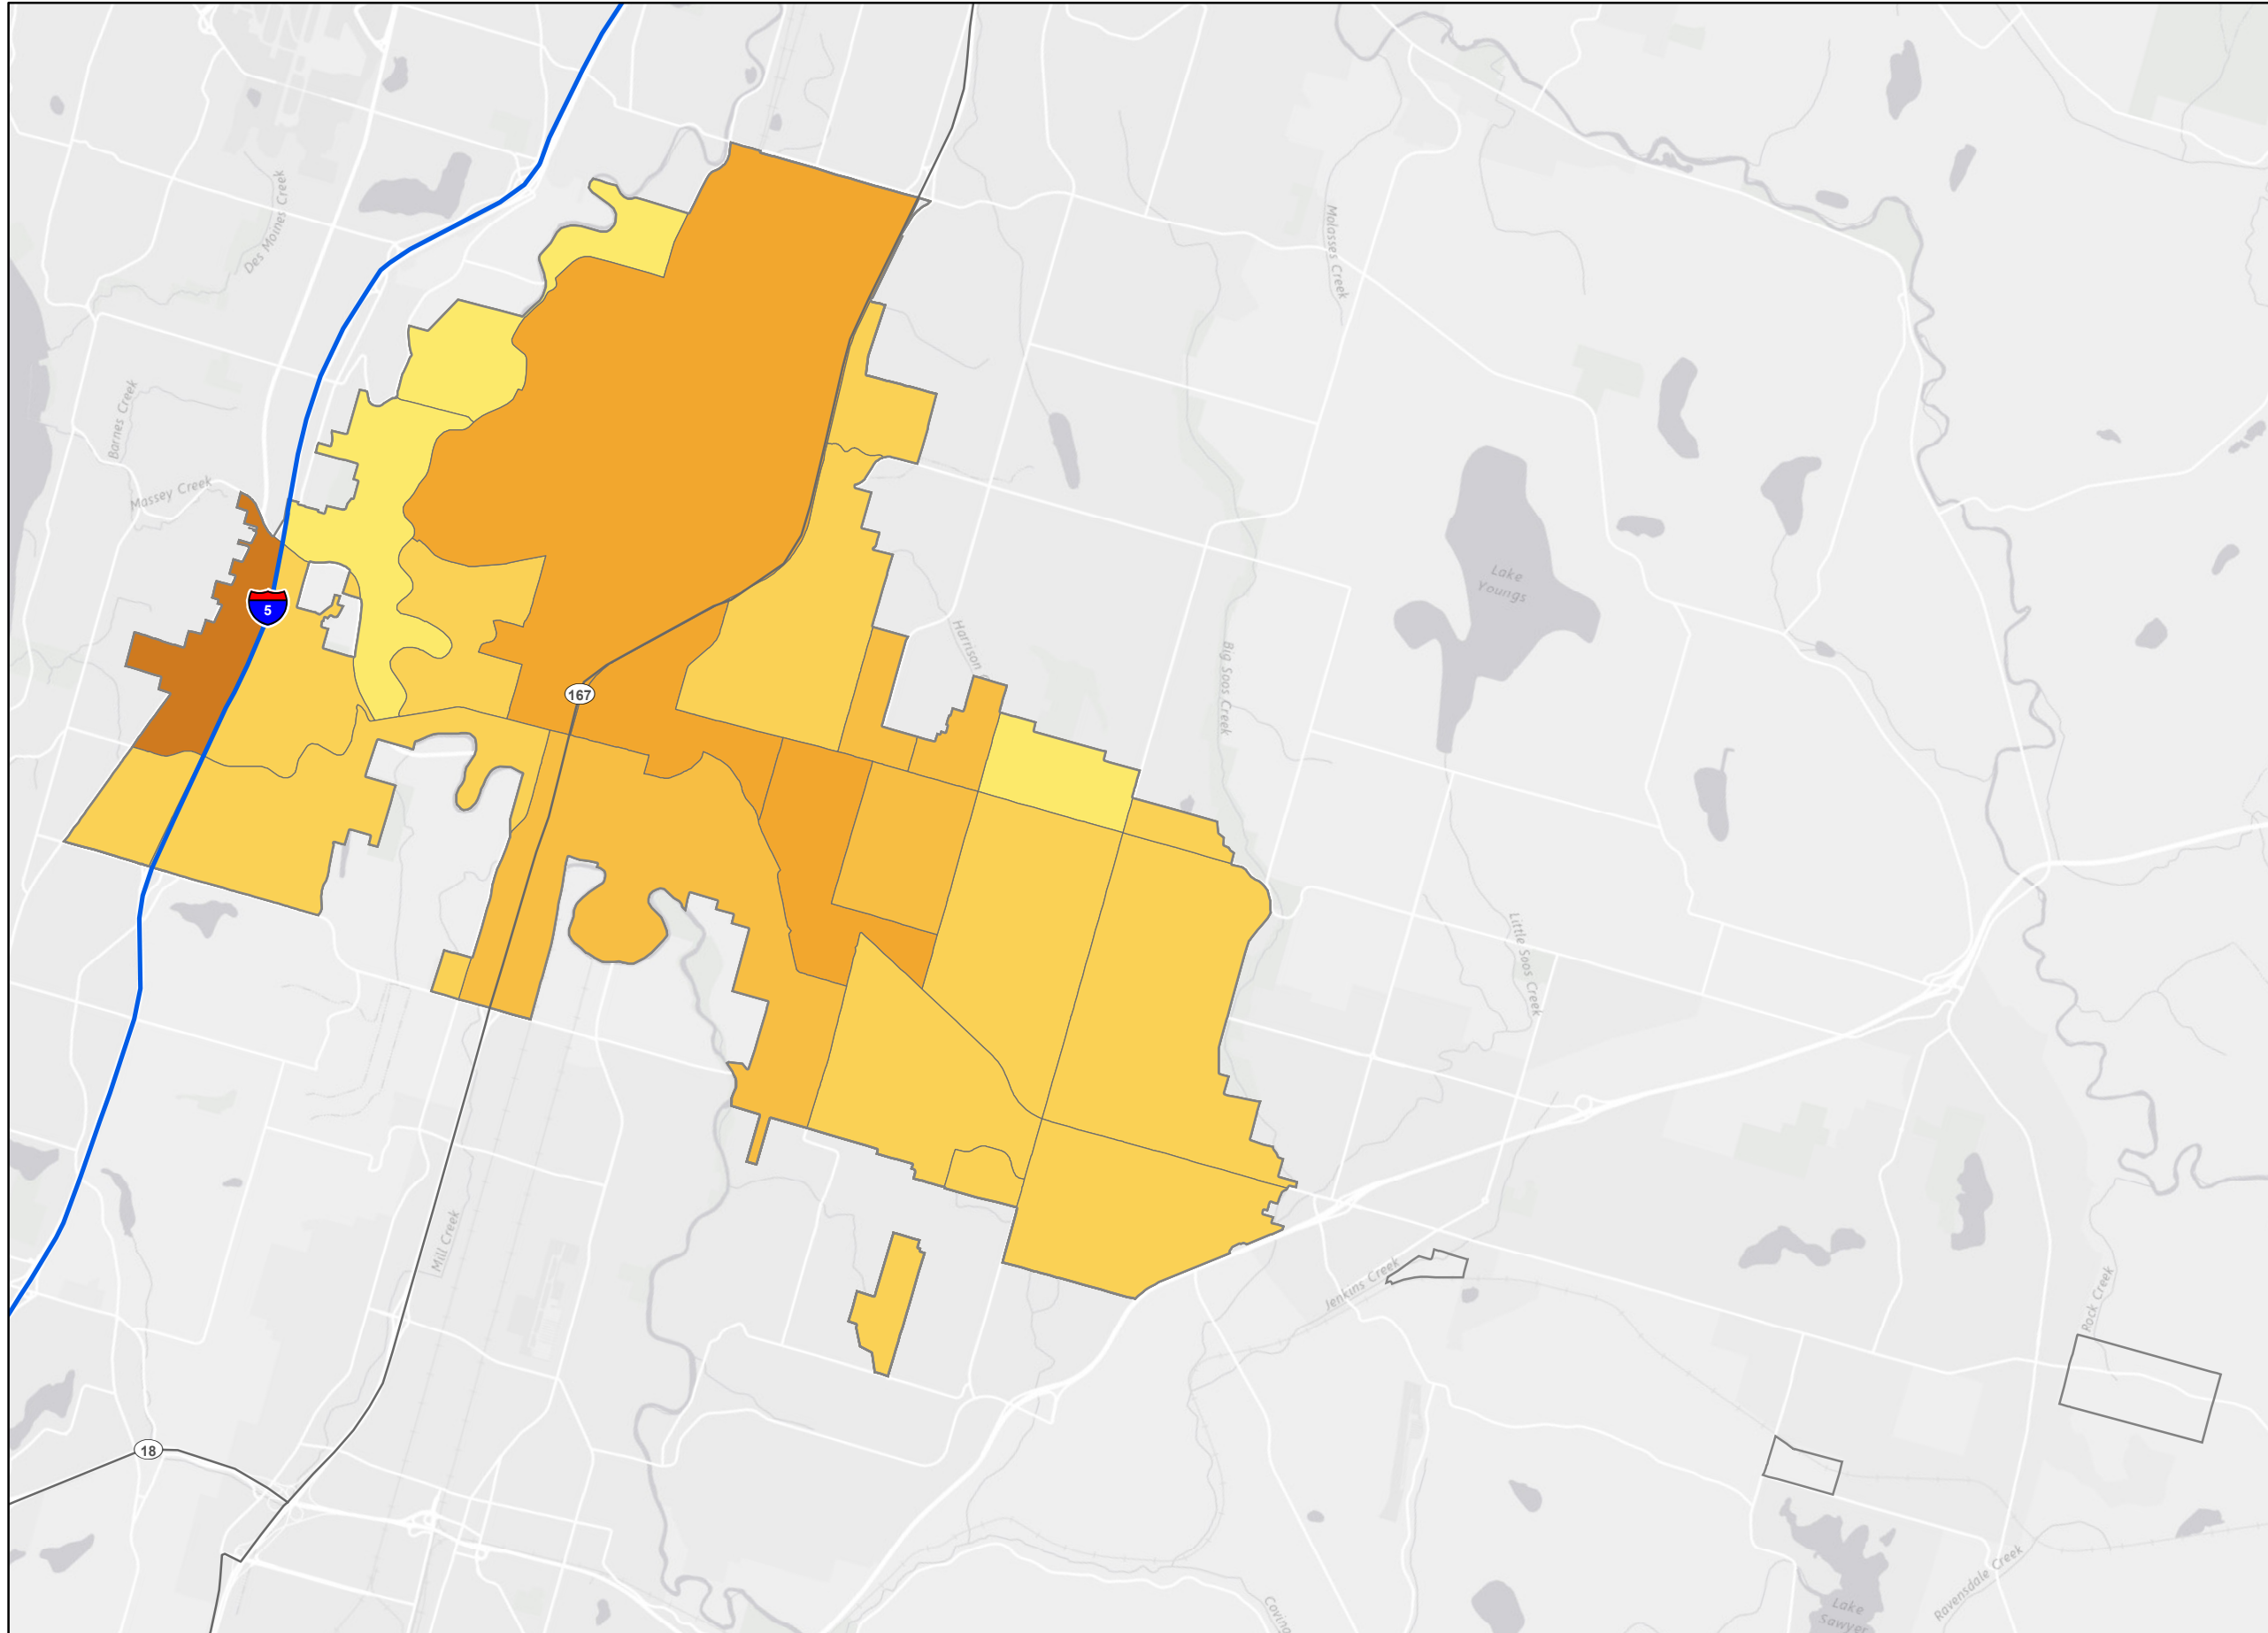 Des Moines Creek
Molasses Creek
Barnes Creek
Massey Creek
Lake
Youngs
5
Harrison
Big Soos Creek
167
Little Soos Creek
Mill Creek
Jenkins Creek
Rock Creek
18
Ravensdale Creek
Lake
Sawyer